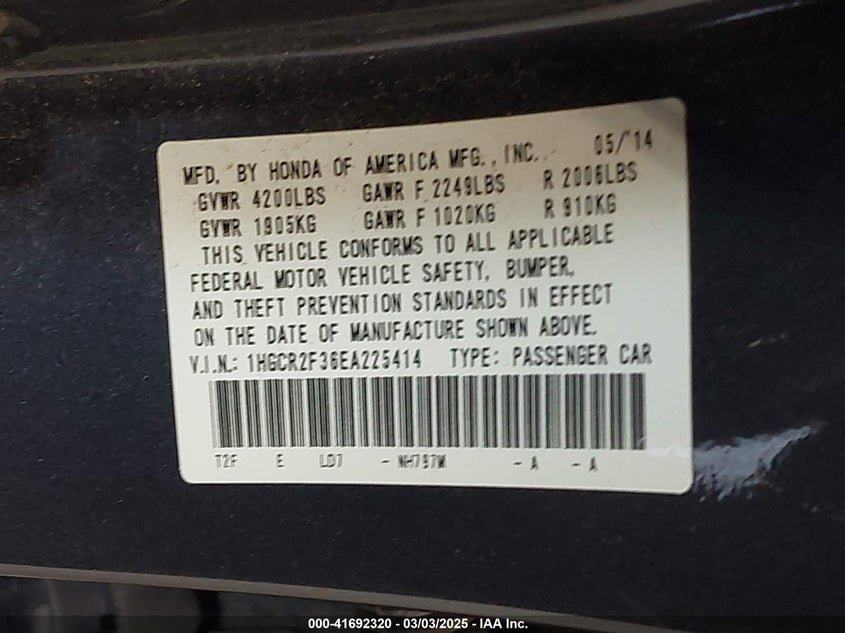 MFD. BY HONDA OF AMERICA MFG., INC. 05/'14
GVWR 4200LBS GAWR F 2249LBS R 2006LBS
GVWR 1905KG GAWR F 1020KG R 910KG
THIS VEHICLE CONFORMS TO ALL APPLICABLE
FEDERAL MOTOR VEHICLE SAFETY, BUMPER,
AND THEFT PREVENTION STANDARDS IN EFFECT
ON THE DATE OF MANUFACTURE SHOWN ABOVE.
V.I.N.: 1HGCR2F36EA225414 TYPE: PASSENGER CAR
T2F E LD7 - NH797M - A - A
000-41692320 - 03/03/2025 - IAA Inc.